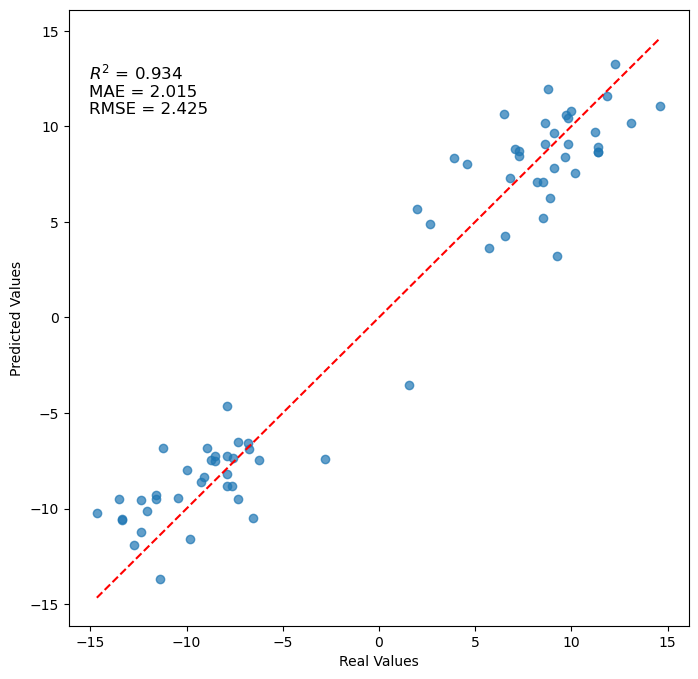 R² = 0.934
MAE = 2.015
RMSE = 2.425
15
10
5
0
−5
−10
−15
Predicted Values
−15 −10 −5 0 5 10 15
Real Values